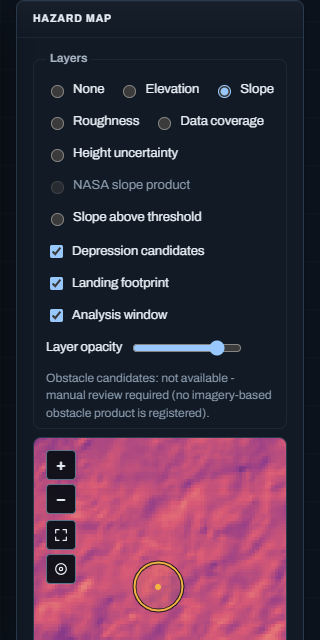 HAZARD MAP
Layers
None Elevation Slope
Roughness Data coverage
Height uncertainty
NASA slope product
Slope above threshold
Depression candidates
Landing footprint
Analysis window
Layer opacity
Obstacle candidates: not available -
manual review required (no imagery-based
obstacle product is registered).
+
−